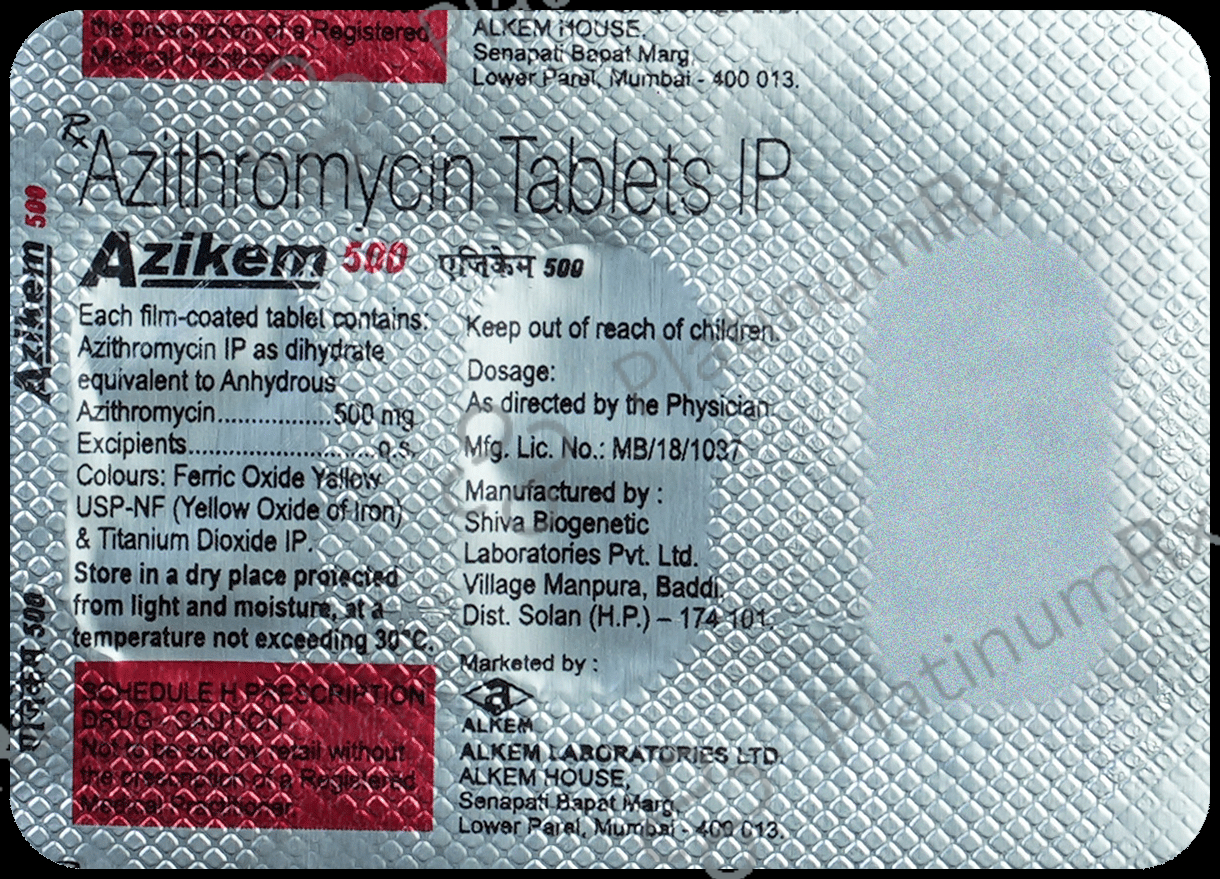 the prescription of a Registered
Medical Practitioner
ALKEM HOUSE,
Senapati Bapat Marg,
Lower Parel, Mumbai - 400 013.
Rx Azithromycin Tablets IP
Azikem 500
एज़िकेम 500
Each film-coated tablet contains:
Azithromycin IP as dihydrate
equivalent to Anhydrous
Azithromycin.................500 mg
Excipients............................q.s.
Colours: Ferric Oxide Yellow
USP-NF (Yellow Oxide of Iron)
& Titanium Dioxide IP.
Store in a dry place protected
from light and moisture, at a
temperature not exceeding 30°C.
SCHEDULE H PRESCRIPTION
DRUG - CAUTION
Not to be sold by retail without
the prescription of a Registered
Medical Practitioner
Keep out of reach of children.
Dosage:
As directed by the Physician.
Mfg. Lic. No.: MB/18/1037
Manufactured by :
Shiva Biogenetic
Laboratories Pvt. Ltd.
Village Manpura, Baddi,
Dist. Solan (H.P.) – 174 101.
Marketed by :
a
ALKEM
ALKEM LABORATORIES LTD.
ALKEM HOUSE,
Senapati Bapat Marg,
Lower Parel, Mumbai - 400 013.
Azikem 500
500
PlatinumRx
PlatinumRx